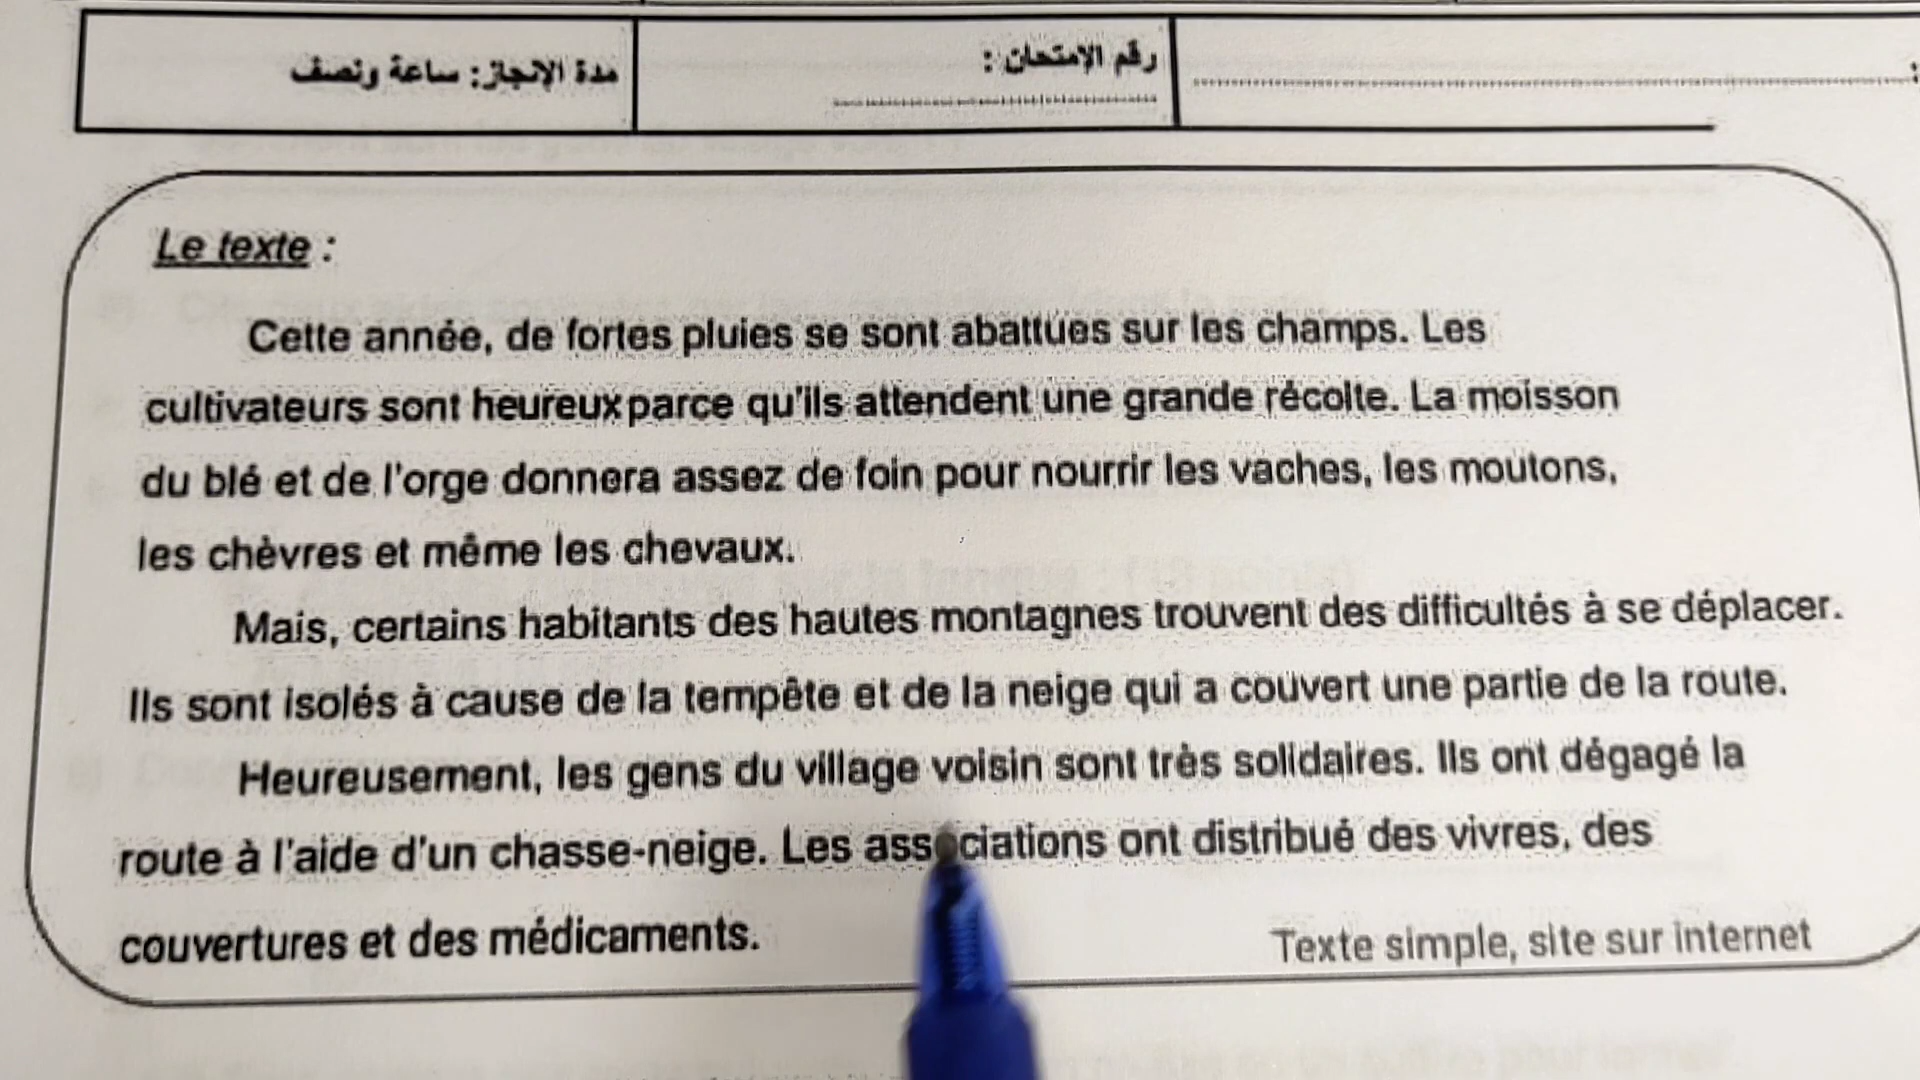 رقم الإمتحان :
مدة الإنجاز: ساعة ونصف
Le texte :
Cette année, de fortes pluies se sont abattues sur les champs. Les
cultivateurs sont heureux parce qu'ils attendent une grande récolte. La moisson
du blé et de l'orge donnera assez de foin pour nourrir les vaches, les moutons,
les chèvres et même les chevaux.
Mais, certains habitants des hautes montagnes trouvent des difficultés à se déplacer.
Ils sont isolés à cause de la tempête et de la neige qui a couvert une partie de la route.
Heureusement, les gens du village voisin sont très solidaires. Ils ont dégagé la
route à l'aide d'un chasse-neige. Les associations ont distribué des vivres, des
couvertures et des médicaments.
Texte simple, site sur internet